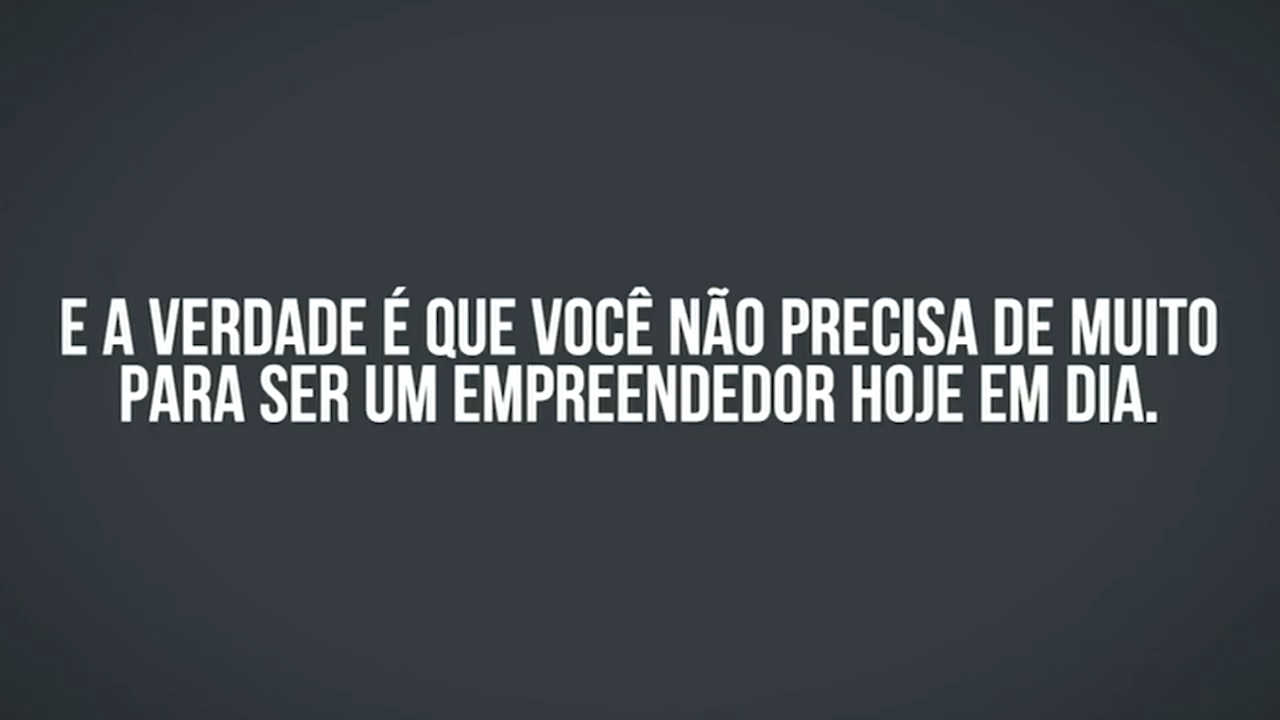 E A VERDADE É QUE VOCÊ NÃO PRECISA DE MUITO
PARA SER UM EMPREENDEDOR HOJE EM DIA.